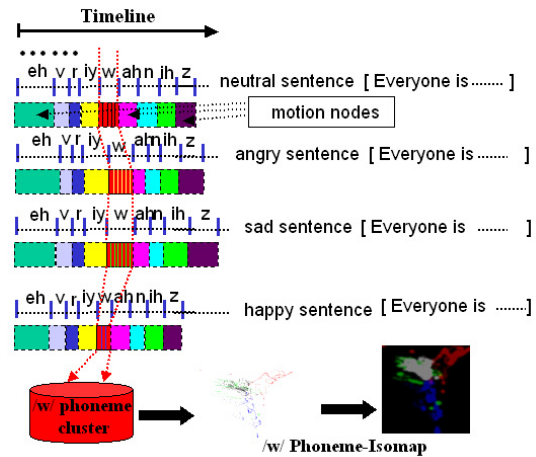 Timeline
eh v r iy w ah n ih z
neutral sentence [ Everyone is ........ ]
motion nodes
eh v r iy w ah n ih z
angry sentence [ Everyone is ....... ]
eh v r iy w ah n ih z
sad sentence [ Everyone is ....... ]
eh v r iy w ah n ih z
happy sentence [ Everyone is ....... ]
/w/ phoneme
cluster
/w/ Phoneme-Isomap